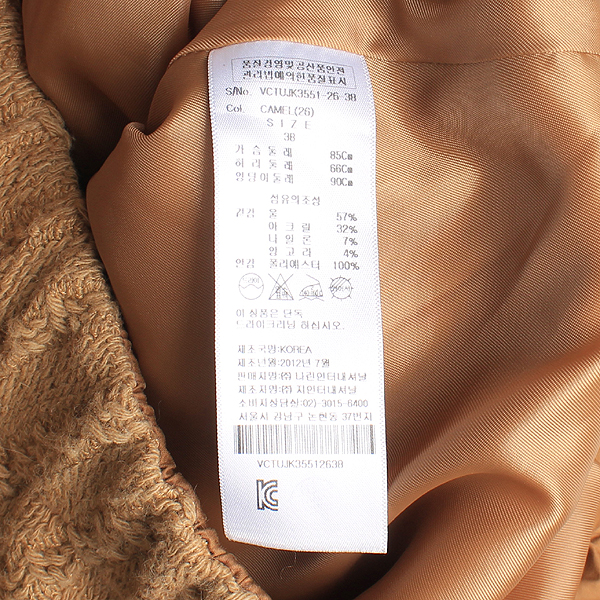 품질경영및공산품안전
관리법에의한품질표시
S/No. VCTUJK3551-26-38
Col. CAMEL(26)
SIZE
38
가슴둘레 85Cm
허리둘레 66Cm
엉덩이둘레 90Cm
섬유의조성
겉감 울 57%
아크릴 32%
나일론 7%
앙고라 4%
안감 폴리에스터 100%
이 상품은 단독
드라이크리닝 하십시오.
제조국명:KOREA
제조년월:2012년 7월
판매자명:(주) 나란인터내셔날
제조자명:(주) 지인터내셔날
소비자상담실:02)-3015-6400
서울시 강남구 논현동 37번지
VCTUJK35512638
KC